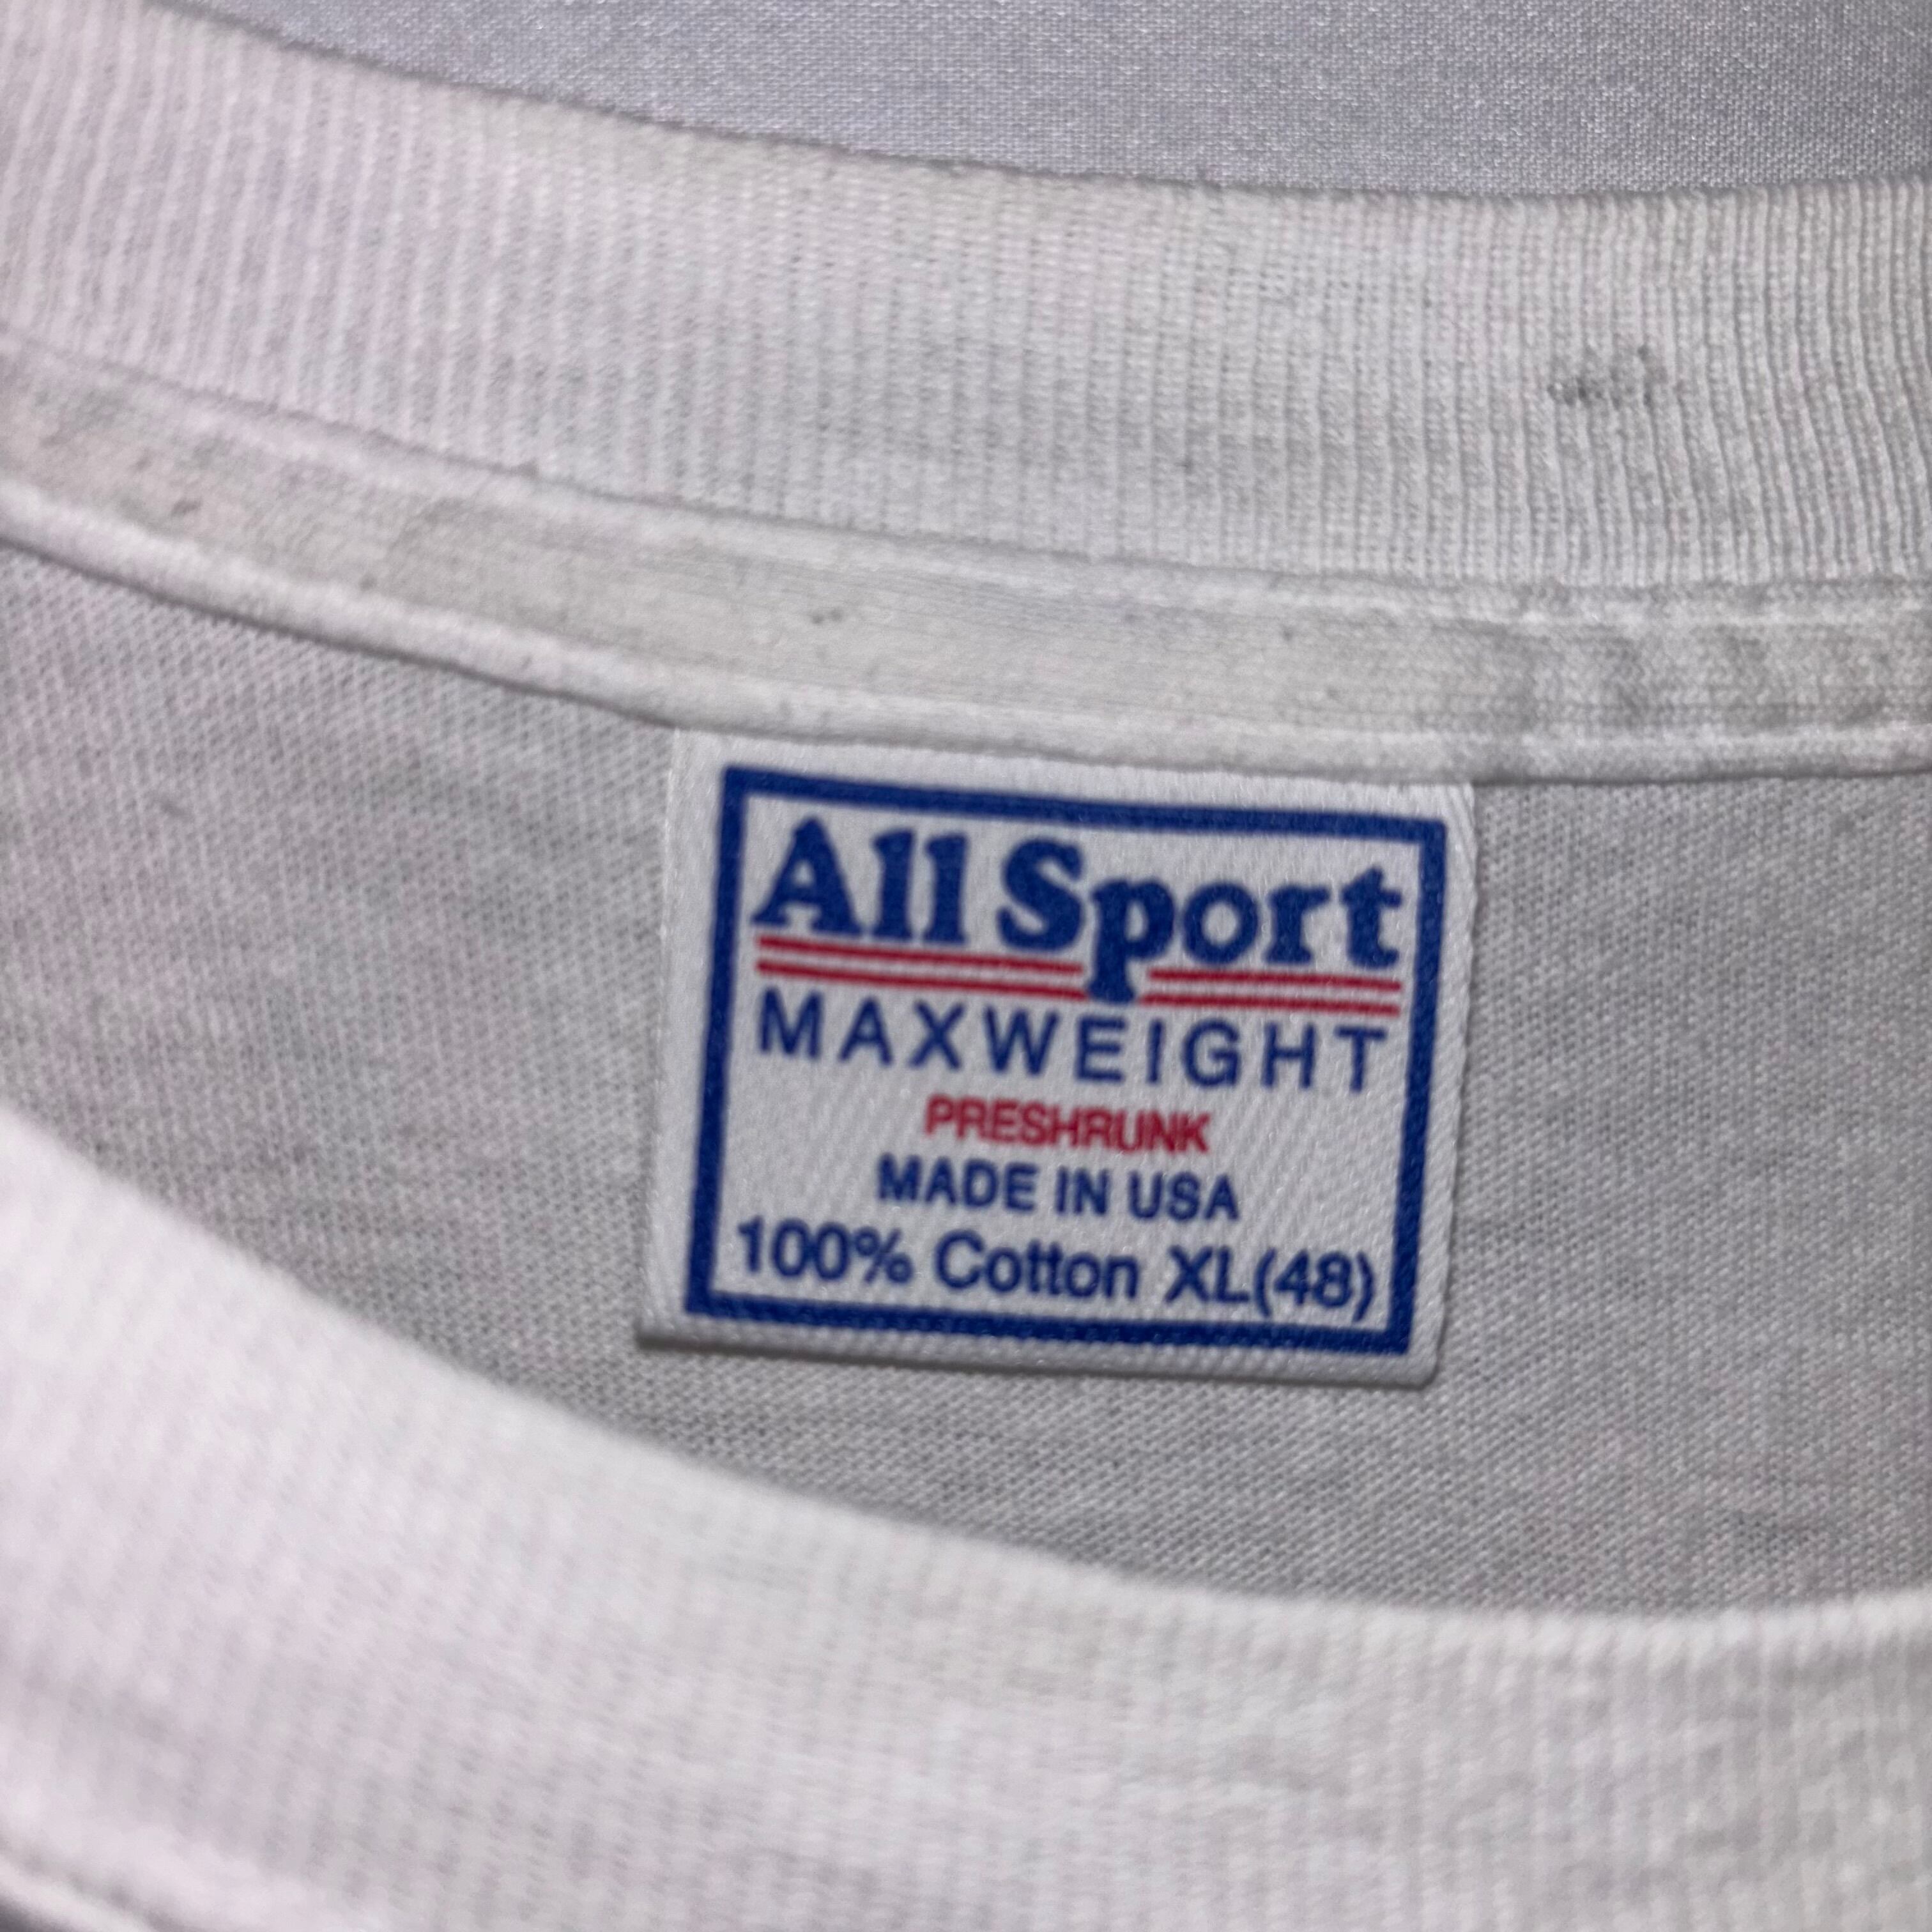 All Sport
MAXWEIGHT
PRESHRUNK
MADE IN USA
100% Cotton XL(48)